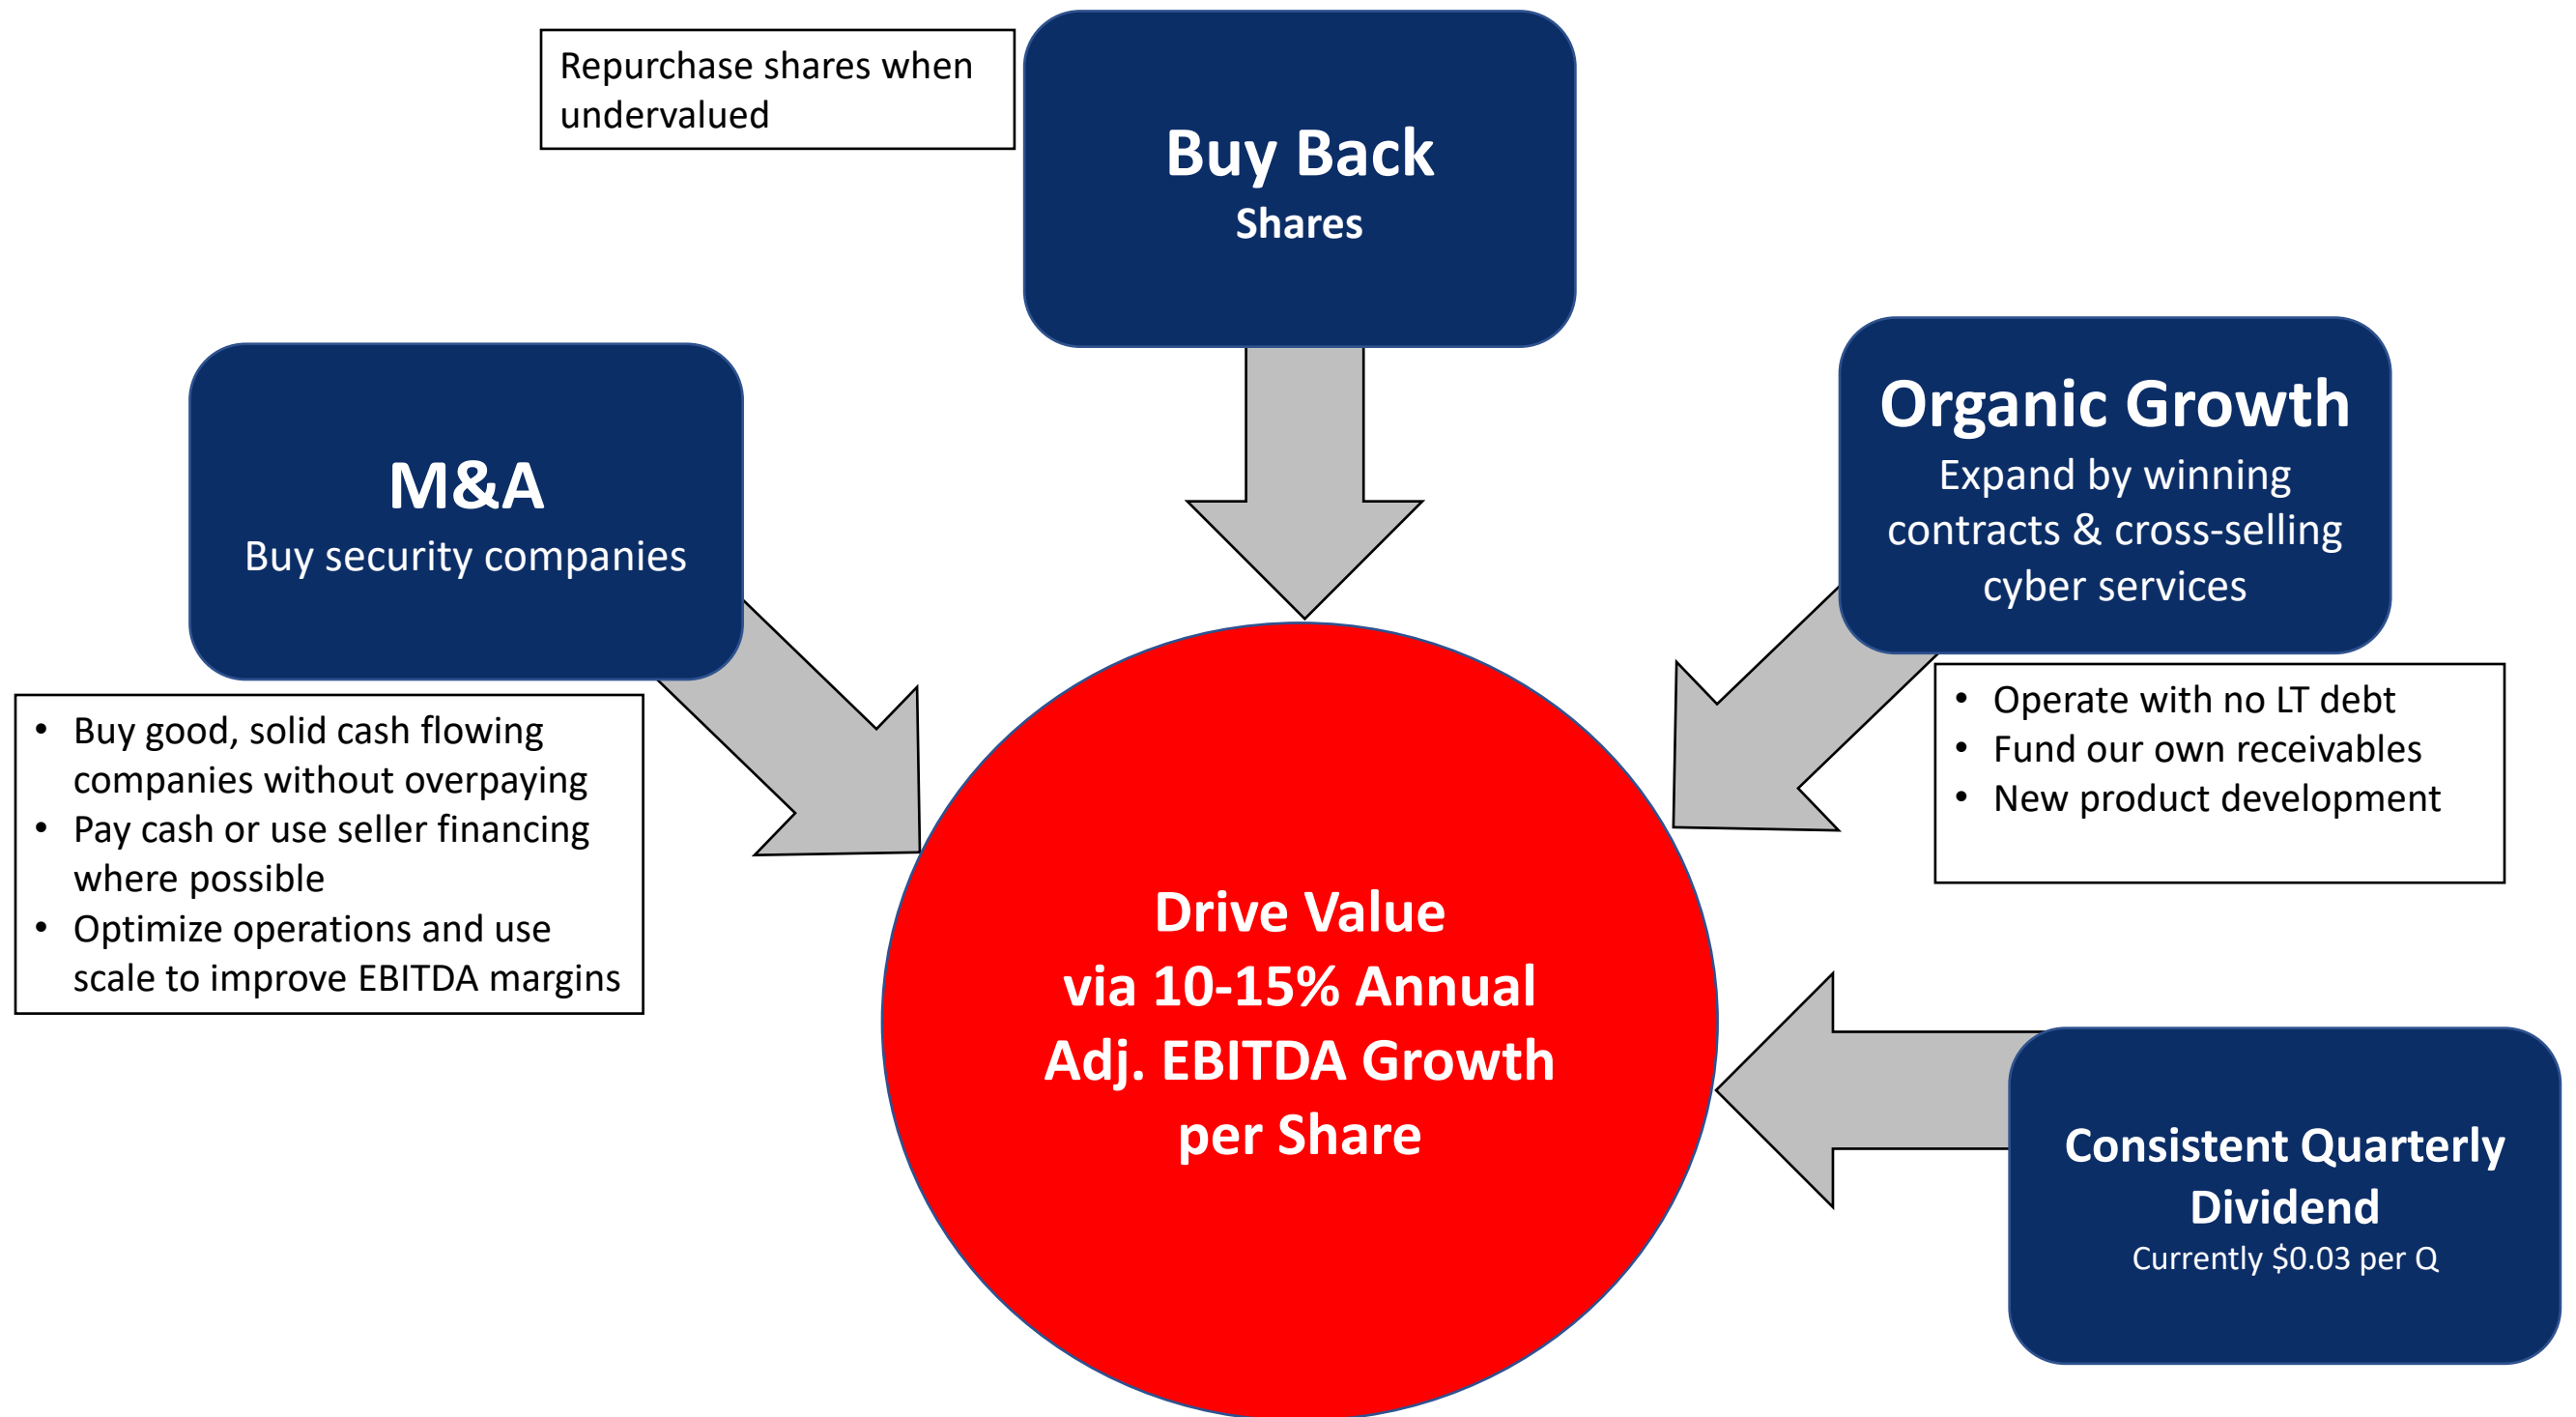 Repurchase shares when
undervalued
Buy Back
Shares
M&A
Buy security companies
Organic Growth
Expand by winning
contracts & cross-selling
cyber services
• Buy good, solid cash flowing
companies without overpaying
• Pay cash or use seller financing
where possible
• Optimize operations and use
scale to improve EBITDA margins
• Operate with no LT debt
• Fund our own receivables
• New product development
Drive Value
via 10-15% Annual
Adj. EBITDA Growth
per Share
Consistent Quarterly
Dividend
Currently $0.03 per Q